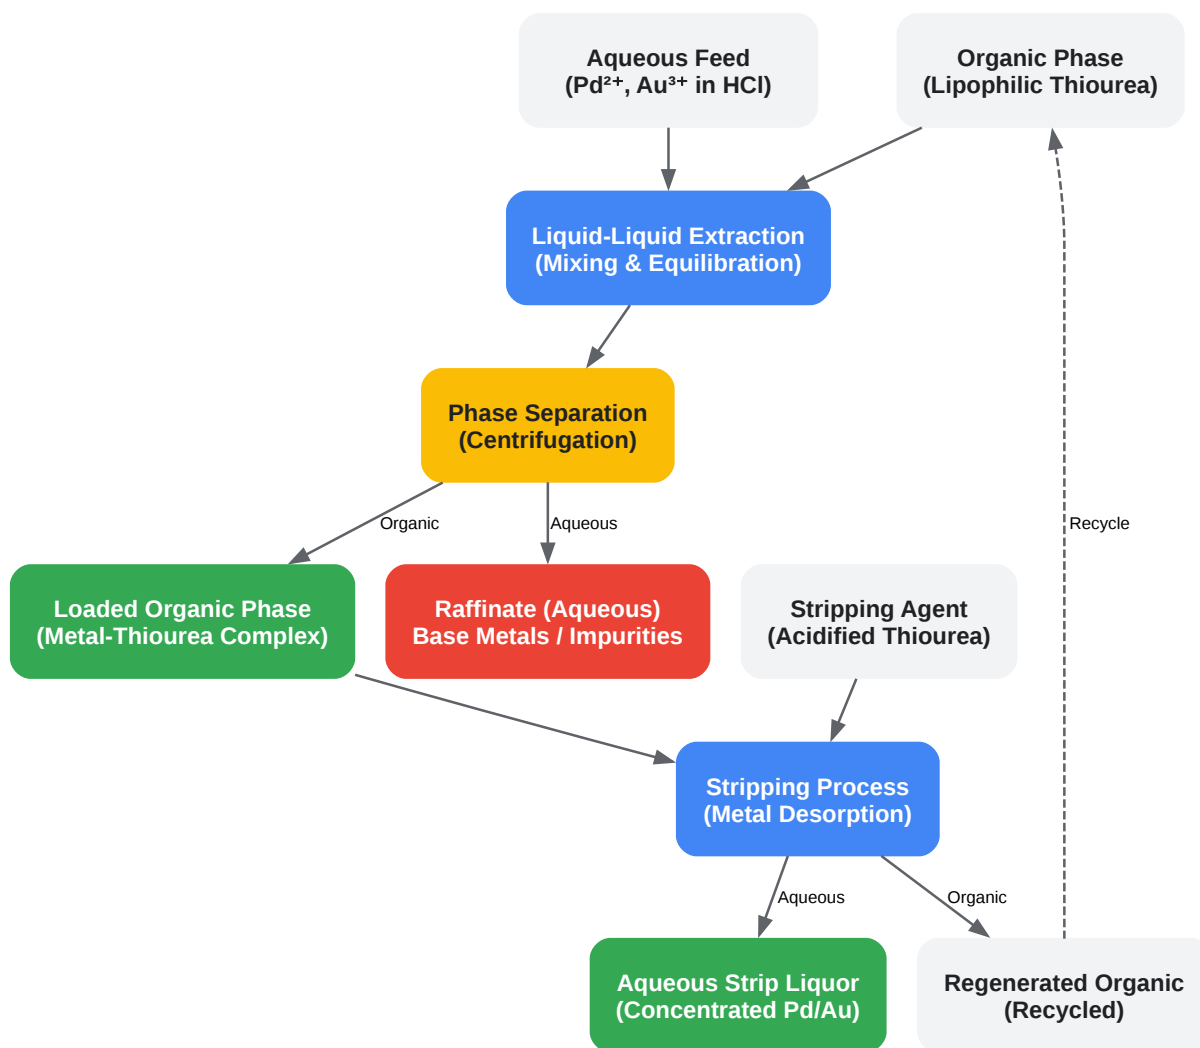 Aqueous Feed
(Pd²⁺, Au³⁺ in HCl)
Organic Phase
(Lipophilic Thiourea)
Liquid-Liquid Extraction
(Mixing & Equilibration)
Phase Separation
(Centrifugation)
Organic
Aqueous
Recycle
Loaded Organic Phase
(Metal-Thiourea Complex)
Raffinate (Aqueous)
Base Metals / Impurities
Stripping Agent
(Acidified Thiourea)
Stripping Process
(Metal Desorption)
Aqueous
Organic
Aqueous Strip Liquor
(Concentrated Pd/Au)
Regenerated Organic
(Recycled)